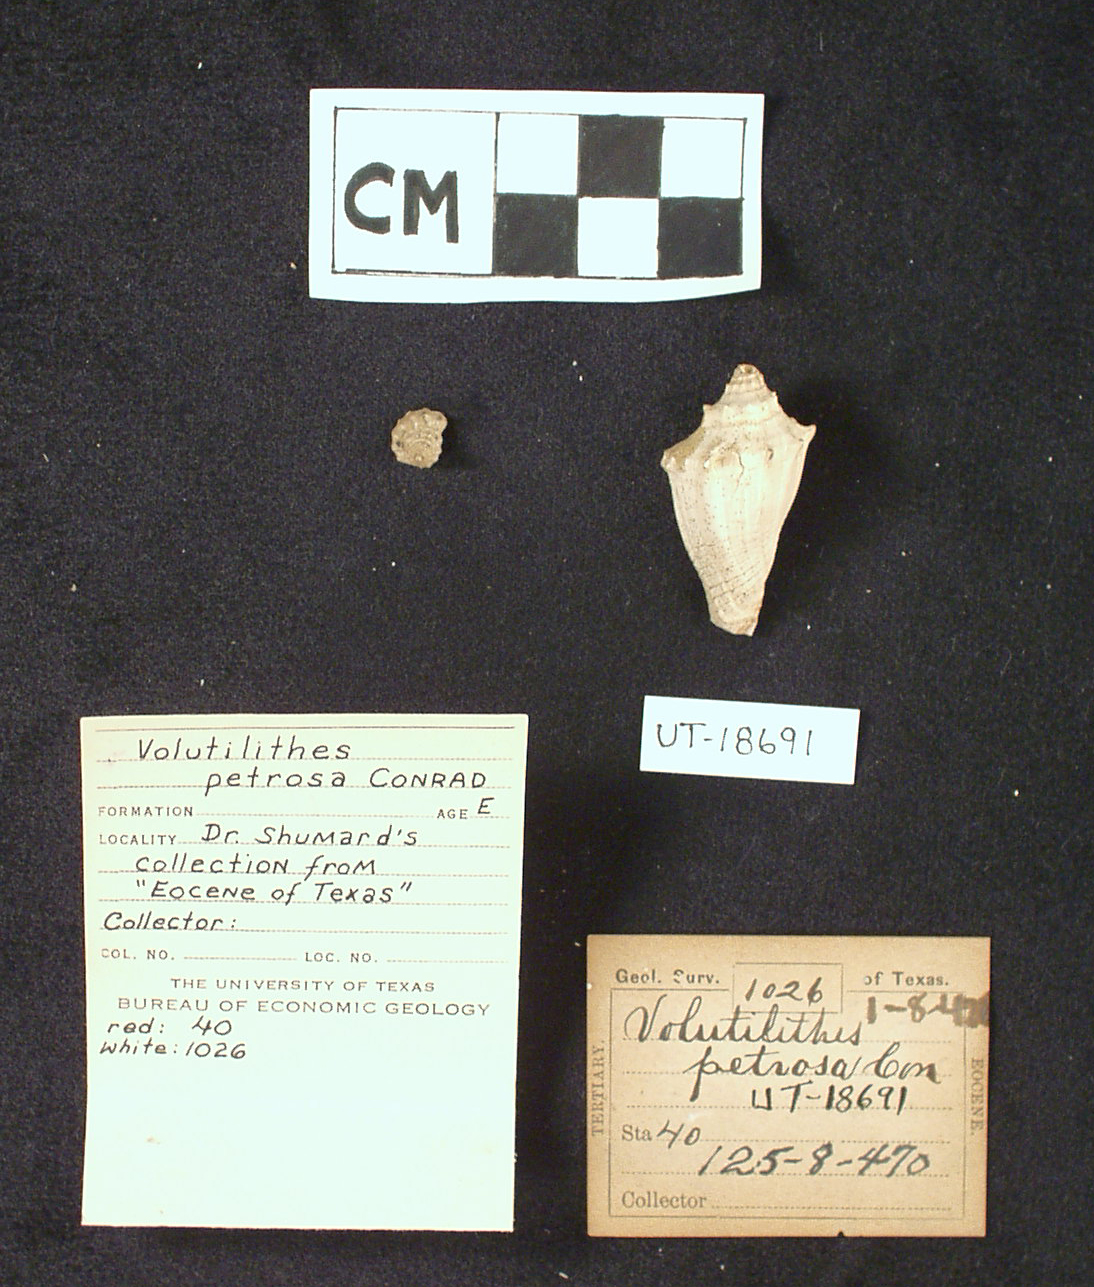 CM
UT-18691
Volutilithes
petrosa CONRAD
FORMATION AGE E
LOCALITY Dr. Shumard's
collection from
"Eocene of Texas"
Collector:
COL. NO. LOC. NO.
THE UNIVERSITY OF TEXAS
BUREAU OF ECONOMIC GEOLOGY
red: 40
white: 1026
Geol. Surv. 1026 of Texas.
Volutilithes
petrosa Con
UT-18691
Sta 40
125-8-470
Collector
TERTIARY.
EOCENE.